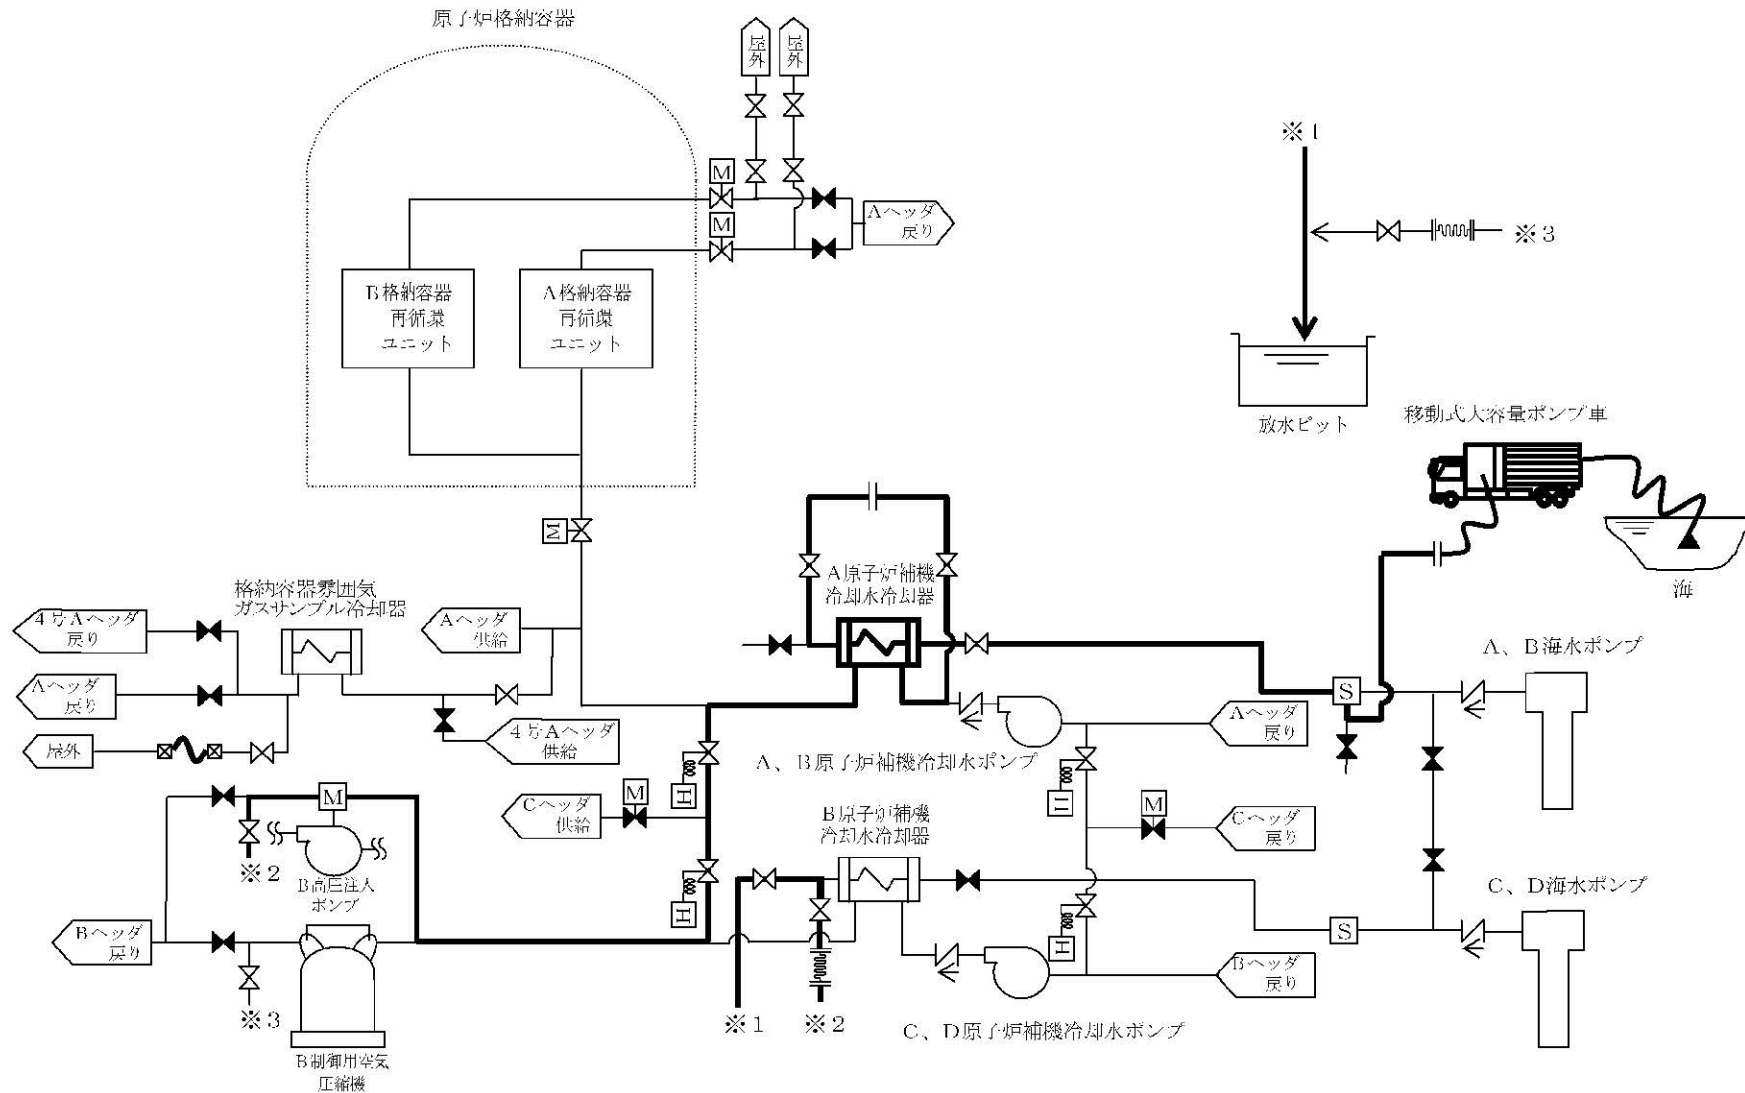 原子炉格納容器
屋外
屋外
※1
M
M
Aヘッダ
戻り
※3
B格納容器
再循環
ユニット
A格納容器
再循環
ユニット
放水ピット
移動式大容量ポンプ車
海
M
A原子炉補機
冷却水冷却器
格納容器雰囲気
ガスサンプル冷却器
4号Aヘッダ
戻り
Aヘッダ
供給
A、B海水ポンプ
S
Aヘッダ
戻り
4号Aヘッダ
供給
屋外
Aヘッダ
戻り
A、B原子炉補機冷却水ポンプ
H
H
M
M
Cヘッダ
供給
M
B原子炉補機
冷却水冷却器
Cヘッダ
戻り
※2
B高圧注入
ポンプ
H
H
C、D海水ポンプ
S
Bヘッダ
戻り
Bヘッダ
戻り
※3
※1
※2
C、D原子炉補機冷却水ポンプ
B制御用空気
圧縮機